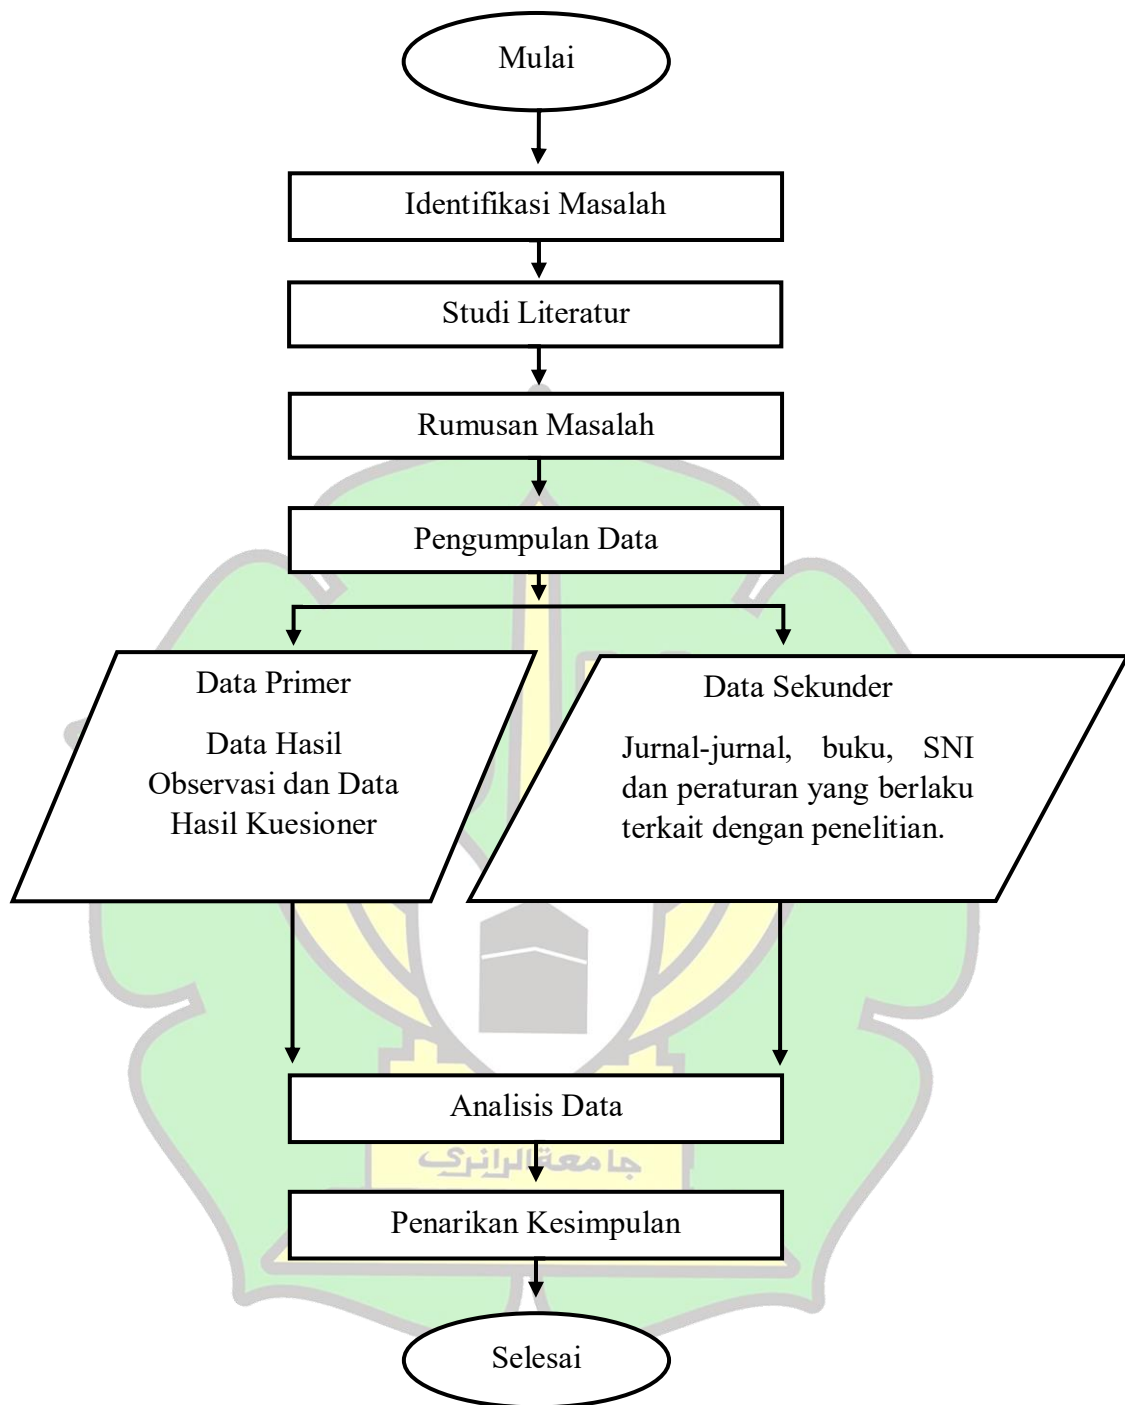 Mulai
Identifikasi Masalah
Studi Literatur
Rumusan Masalah
Pengumpulan Data
Data Primer
Data Hasil
Observasi dan Data
Hasil Kuesioner
Data Sekunder
Jurnal-jurnal, buku, SNI
dan peraturan yang berlaku
terkait dengan penelitian.
Analisis Data
جامعة الرانري
Penarikan Kesimpulan
Selesai